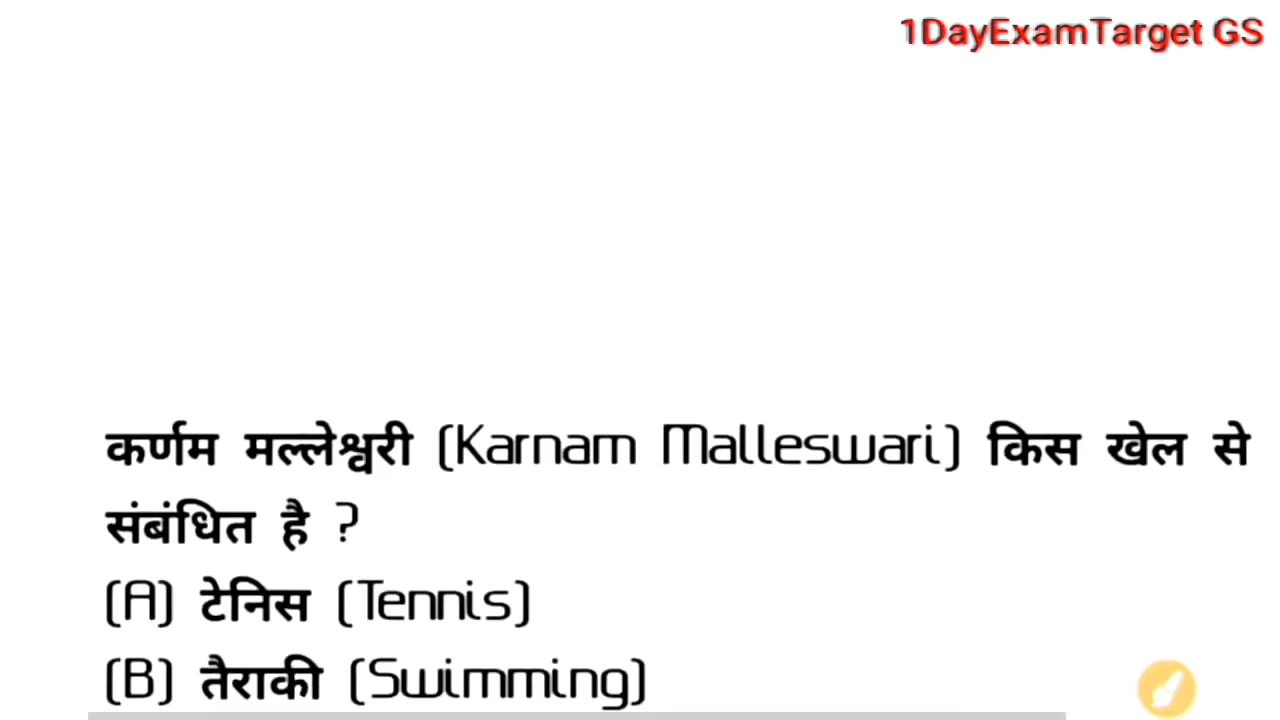 1DayExamTarget GS
कर्णम मल्लेश्वरी (Karnam Malleswari) किस खेल से
संबंधित है ?
(A) टेनिस (Tennis)
(B) तैराकी (Swimming)